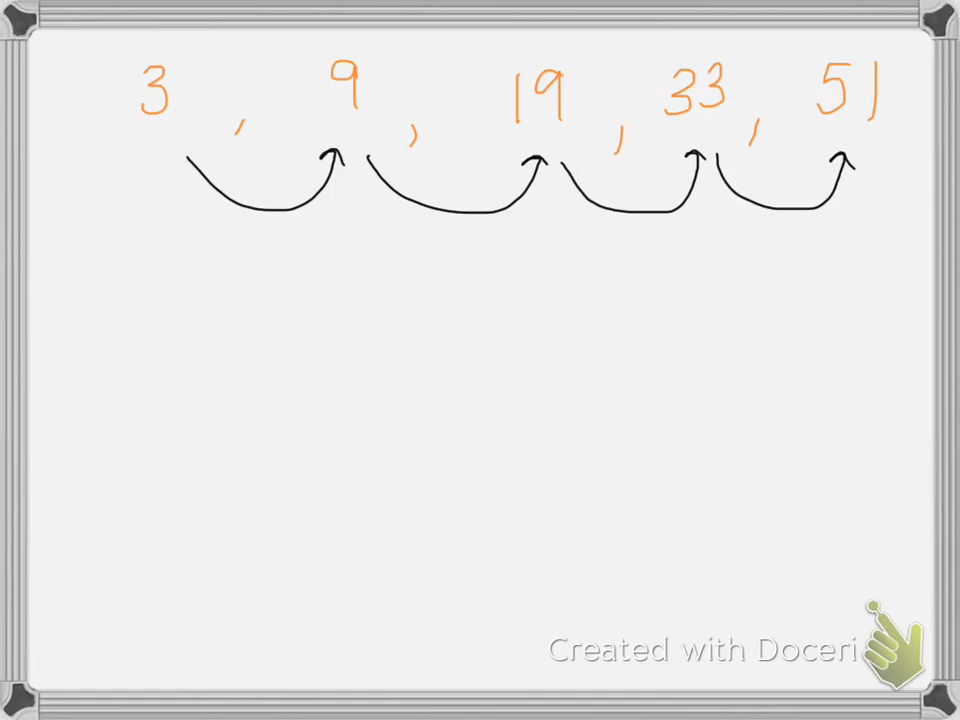 3 , 9 , 19 , 33 , 51
Created with Doceri